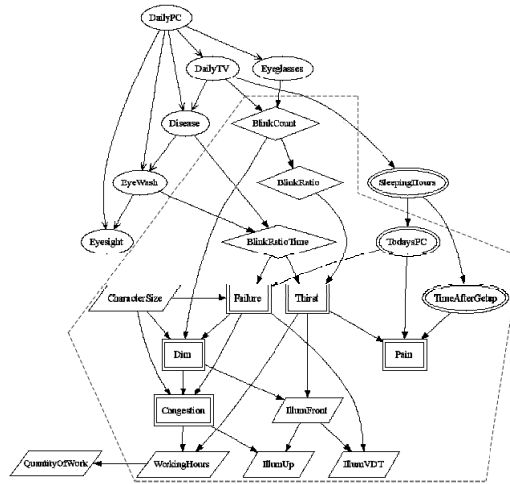 DailyPC
DailyTV
Eyeglasses
Disease
BlinkCount
EyeWash
BlinkRatio
SleepingHours
Eyesight
BlinkRatioTime
TodaysPC
CharacterSize
Failure
Thirst
TimeAfterGetup
Dim
Pain
Congestion
IllumFront
QuantityOfWork
WorkingHours
IllumUp
IllumVDT